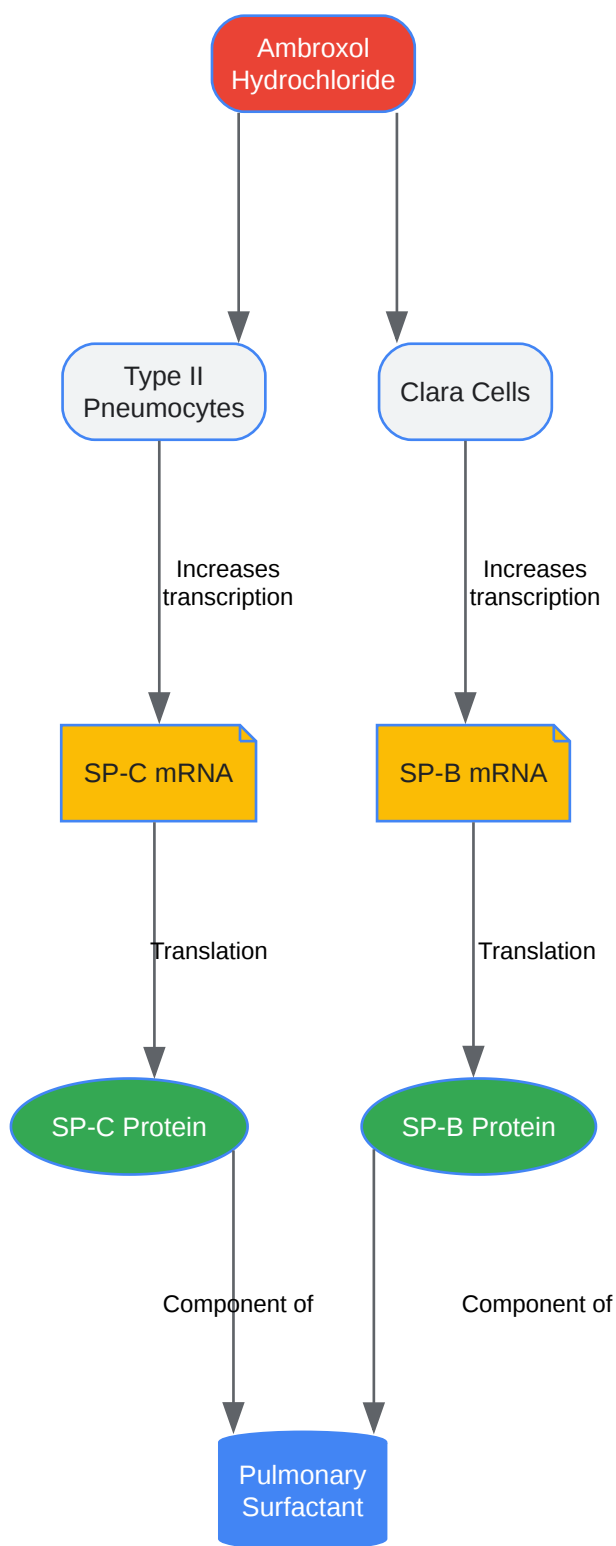 Ambroxol
Hydrochloride
Type II
Pneumocytes
Clara Cells
Increases
transcription
Increases
transcription
SP-C mRNA
SP-B mRNA
Translation
Translation
SP-C Protein
SP-B Protein
Component of
Component of
Pulmonary
Surfactant